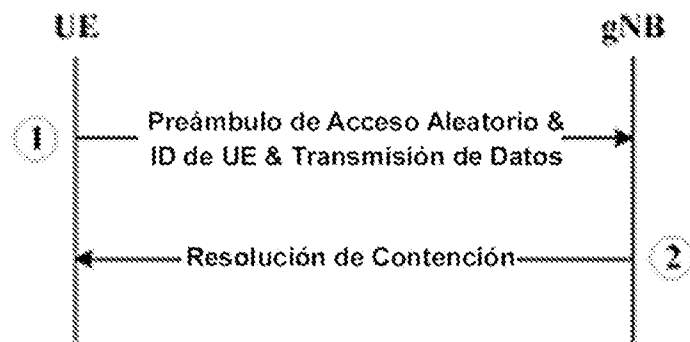 UE gNB
1
Preámbulo de Acceso Aleatorio &
ID de UE & Transmisión de Datos
Resolución de Contención
2